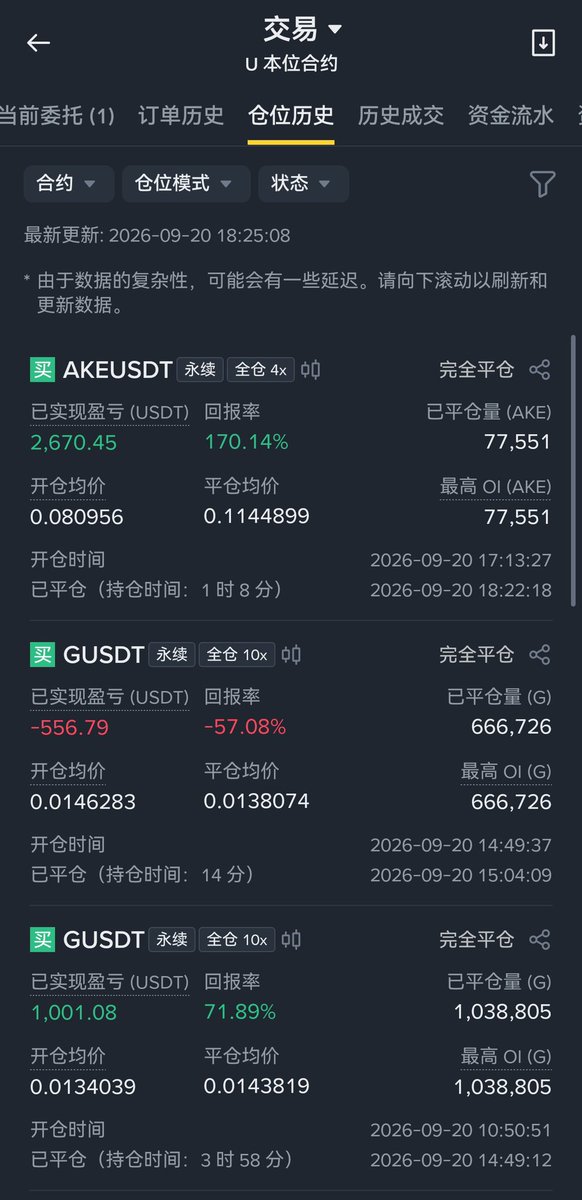 交易
U 本位合约
当前委托 (1) 订单历史 仓位历史 历史成交 资金流水
合约 仓位模式 状态
最新更新: 2026-09-20 18:25:08
* 由于数据的复杂性，可能会有一些延迟。请向下滚动以刷新和
更新数据。
买 AKEUSDT 永续 全仓 4x 完全平仓
已实现盈亏 (USDT) 回报率 已平仓量 (AKE)
2,670.45 170.14% 77,551
开仓均价 平仓均价 最高 OI (AKE)
0.080956 0.1144899 77,551
开仓时间 2026-09-20 17:13:27
已平仓（持仓时间： 1 时 8 分） 2026-09-20 18:22:18
买 GUSDT 永续 全仓 10x 完全平仓
已实现盈亏 (USDT) 回报率 已平仓量 (G)
-556.79 -57.08% 666,726
开仓均价 平仓均价 最高 OI (G)
0.0146283 0.0138074 666,726
开仓时间 2026-09-20 14:49:37
已平仓（持仓时间： 14 分） 2026-09-20 15:04:09
买 GUSDT 永续 全仓 10x 完全平仓
已实现盈亏 (USDT) 回报率 已平仓量 (G)
1,001.08 71.89% 1,038,805
开仓均价 平仓均价 最高 OI (G)
0.0134039 0.0143819 1,038,805
开仓时间 2026-09-20 10:50:51
已平仓（持仓时间： 3 时 58 分） 2026-09-20 14:49:12